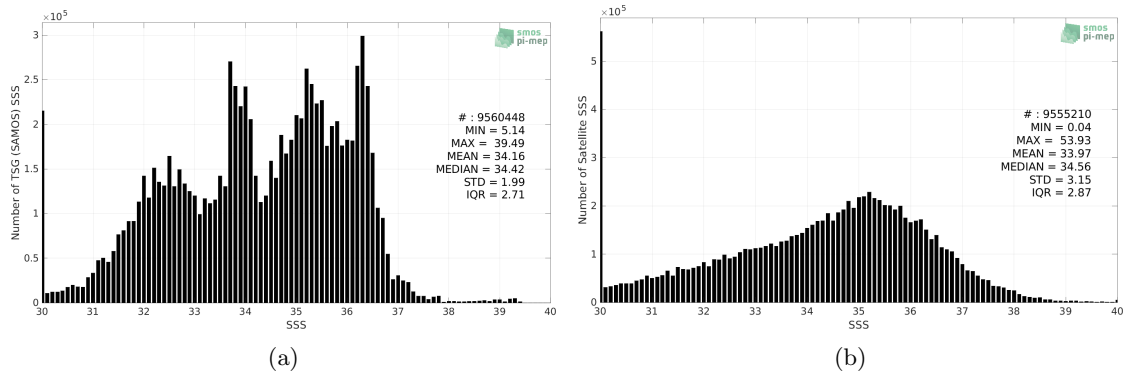 ×10⁵
3
2.5
2
1.5
1
0.5
0
Number of TSG (SAMOS) SSS
30 31 32 33 34 35 36 37 38 39 40
SSS
smos
pi-mep
# : 9560448
MIN = 5.14
MAX = 39.49
MEAN = 34.16
MEDIAN = 34.42
STD = 1.99
IQR = 2.71
(a)
×10⁵
5
4
3
2
1
0
Number of Satellite SSS
30 31 32 33 34 35 36 37 38 39 40
SSS
smos
pi-mep
# : 9555210
MIN = 0.04
MAX = 53.93
MEAN = 33.97
MEDIAN = 34.56
STD = 3.15
IQR = 2.87
(b)